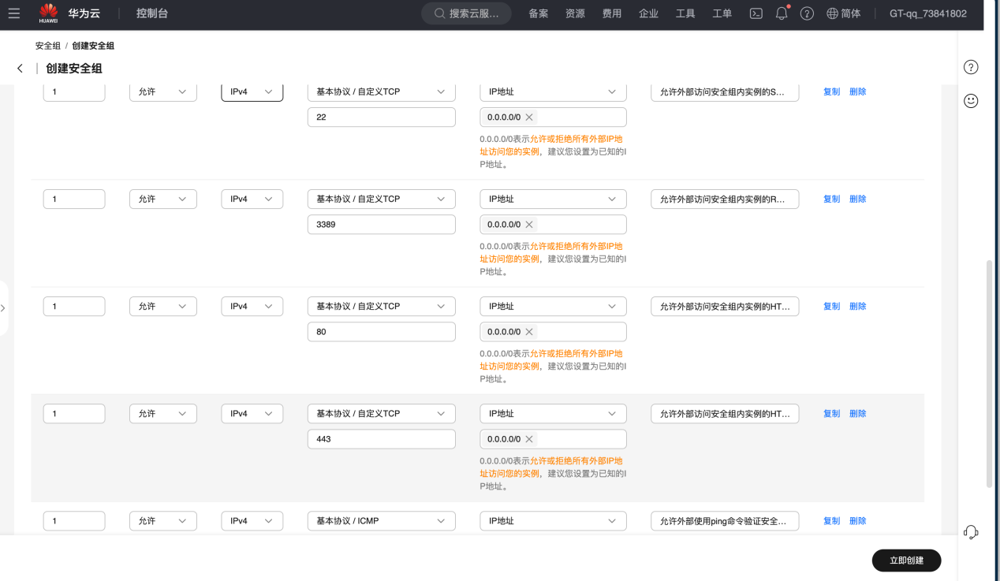 HUAWEI 华为云 控制台 搜索云服... 备案 资源 费用 企业 工具 工单 简体 GT-qq_73841802
安全组 / 创建安全组
创建安全组
1 允许 IPv4 基本协议 / 自定义TCP IP地址 允许外部访问安全组内实例的S... 复制 删除
22 0.0.0.0/0
0.0.0.0/0表示允许或拒绝所有外部IP地
址访问您的实例，建议您设置为已知的I
P地址。
1 允许 IPv4 基本协议 / 自定义TCP IP地址 允许外部访问安全组内实例的R... 复制 删除
3389 0.0.0.0/0
0.0.0.0/0表示允许或拒绝所有外部IP地
址访问您的实例，建议您设置为已知的I
P地址。
1 允许 IPv4 基本协议 / 自定义TCP IP地址 允许外部访问安全组内实例的HT... 复制 删除
80 0.0.0.0/0
0.0.0.0/0表示允许或拒绝所有外部IP地
址访问您的实例，建议您设置为已知的I
P地址。
1 允许 IPv4 基本协议 / 自定义TCP IP地址 允许外部访问安全组内实例的HT... 复制 删除
443 0.0.0.0/0
0.0.0.0/0表示允许或拒绝所有外部IP地
址访问您的实例，建议您设置为已知的I
P地址。
1 允许 IPv4 基本协议 / ICMP IP地址 允许外部使用ping命令验证安全... 复制 删除
立即创建